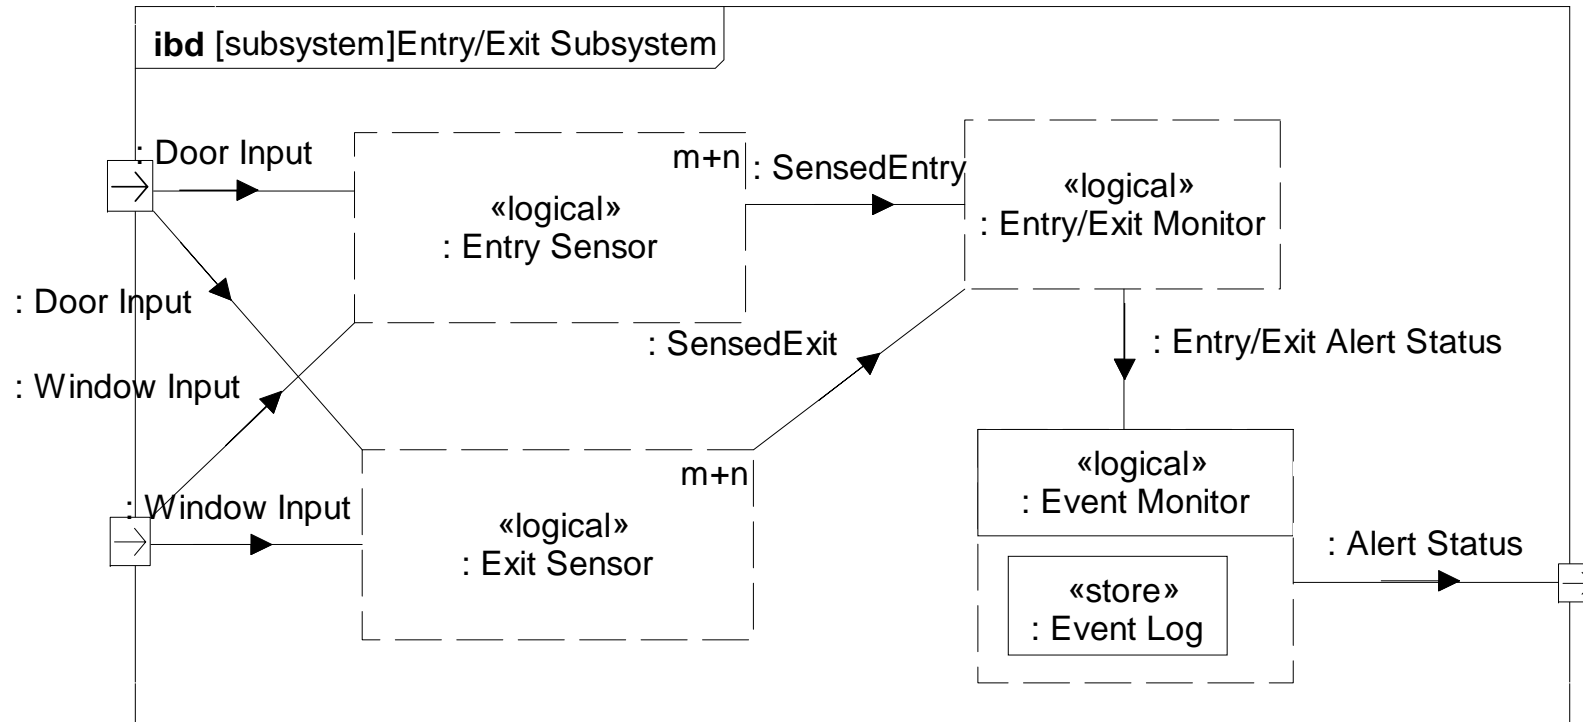 ibd [subsystem]Entry/Exit Subsystem
: Door Input
m+n
: SensedEntry
«logical»
: Entry Sensor
«logical»
: Entry/Exit Monitor
: Door Input
: SensedExit
: Entry/Exit Alert Status
: Window Input
m+n
«logical»
: Event Monitor
: Window Input
«logical»
: Exit Sensor
: Alert Status
«store»
: Event Log